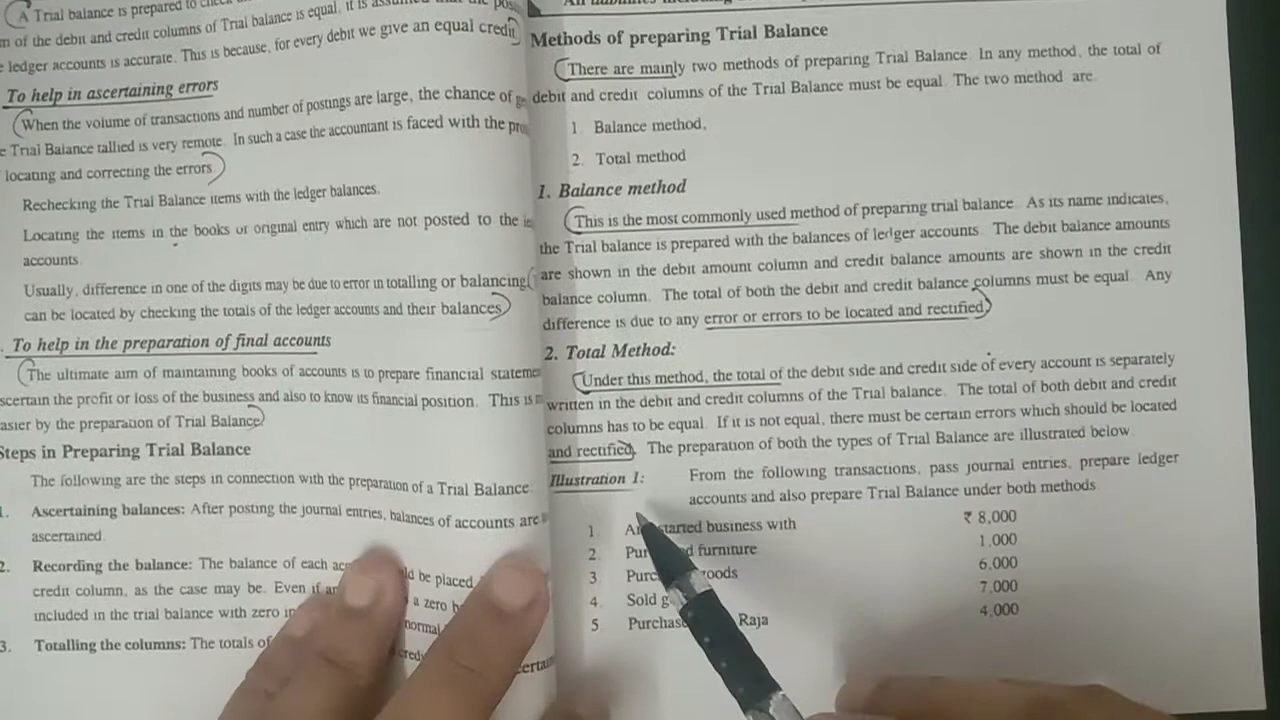 A Trial balance is prepared to check
m of the debit and credit columns of Trial balance is equal, it is assumed that the
e ledger accounts is accurate. This is because, for every debit we give an equal credit
To help in ascertaining errors
When the volume of transactions and number of postings are large, the chance of
e Trial Balance tallied is very remote. In such a case the accountant is faced with the
locating and correcting the errors.
Rechecking the Trial Balance items with the ledger balances.
Locating the items in the books of original entry which are not posted to the
accounts.
Usually, difference in one of the digits may be due to error in totalling or balancing
can be located by checking the totals of the ledger accounts and their balances
. To help in the preparation of final accounts
The ultimate aim of maintaining books of accounts is to prepare financial stateme
scertain the profit or loss of the business and also to know its financial position. This is
asier by the preparation of Trial Balance
Steps in Preparing Trial Balance
The following are the steps in connection with the preparation of a Trial Balance.
1. Ascertaining balances: After posting the journal entries, balances of accounts are
ascertained.
2. Recording the balance: The balance of each ld be placed
credit column, as the case may be. Even if a zero
included in the trial balance with zero normal
3. Totalling the columns: The totals of credi certain
All liabilities including
Methods of preparing Trial Balance
There are mainly two methods of preparing Trial Balance. In any method, the total of
debit and credit columns of the Trial Balance must be equal. The two method are.
1. Balance method,
2. Total method
1. Balance method
This is the most commonly used method of preparing trial balance. As its name indicates,
the Trial balance is prepared with the balances of ledger accounts. The debit balance amounts
are shown in the debit amount column and credit balance amounts are shown in the credit
balance column. The total of both the debit and credit balance columns must be equal. Any
difference is due to any error or errors to be located and rectified
2. Total Method:
Under this method, the total of the debit side and credit side of every account is separately
written in the debit and credit columns of the Trial balance. The total of both debit and credit
columns has to be equal. If it is not equal, there must be certain errors which should be located
and rectified. The preparation of both the types of Trial Balance are illustrated below
Illustration 1: From the following transactions, pass journal entries, prepare ledger
accounts and also prepare Trial Balance under both methods
1. started business with ₹ 8,000
2. furniture 1,000
3. 6,000
4. Sold 7,000
5. Raja 4,000